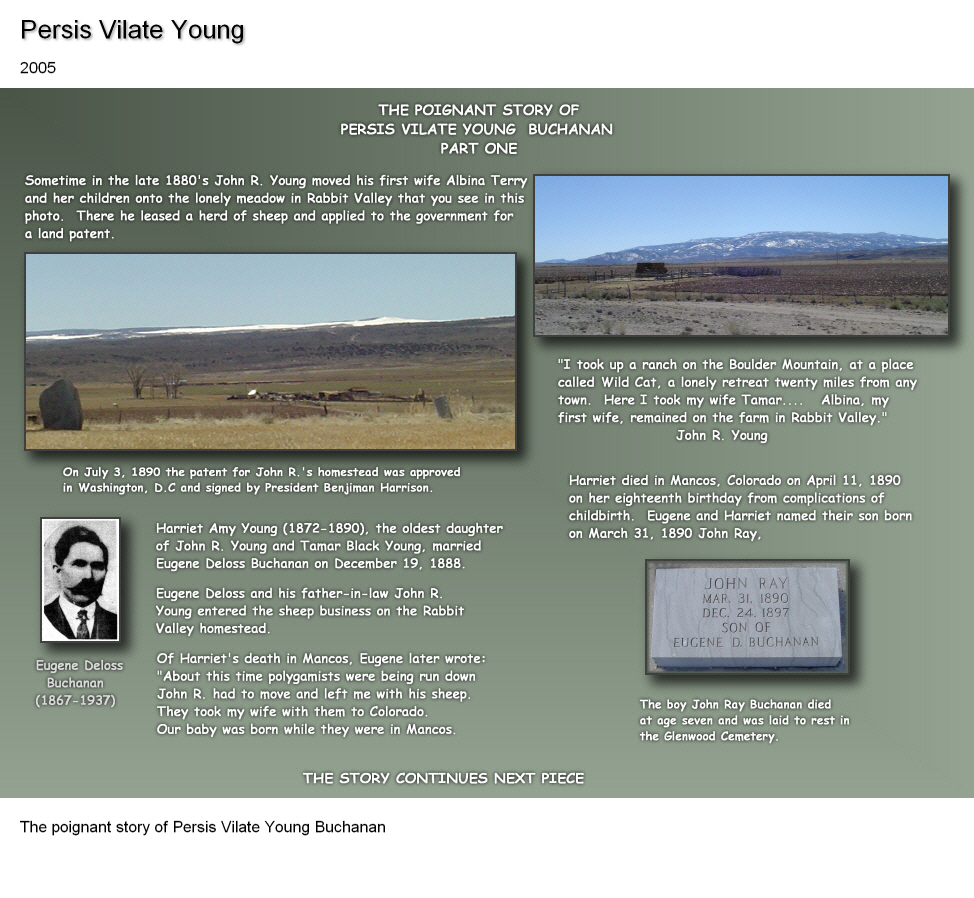 Persis Vilate Young
2005
THE POIGNANT STORY OF
PERSIS VILATE YOUNG BUCHANAN
PART ONE
Sometime in the late 1880's John R. Young moved his first wife Albina Terry
and her children onto the lonely meadow in Rabbit Valley that you see in this
photo. There he leased a herd of sheep and applied to the government for
a land patent.
"I took up a ranch on the Boulder Mountain, at a place
called Wild Cat, a lonely retreat twenty miles from any
town. Here I took my wife Tamar.... Albina, my
first wife, remained on the farm in Rabbit Valley."
John R. Young
On July 3, 1890 the patent for John R.'s homestead was approved
in Washington, D.C and signed by President Benjiman Harrison.
Harriet died in Mancos, Colorado on April 11, 1890
on her eighteenth birthday from complications of
childbirth. Eugene and Harriet named their son born
on March 31, 1890 John Ray,
Harriet Amy Young (1872-1890), the oldest daughter
of John R. Young and Tamar Black Young, married
Eugene Deloss Buchanan on December 19, 1888.
Eugene Deloss and his father-in-law John R.
Young entered the sheep business on the Rabbit
Valley homestead.
Of Harriet's death in Mancos, Eugene later wrote:
"About this time polygamists were being run down
John R. had to move and left me with his sheep.
They took my wife with them to Colorado.
Our baby was born while they were in Mancos.
Eugene Deloss
Buchanan
(1867-1937)
JOHN RAY
MAR. 31. 1890
DEC. 24. 1897
SON OF
EUGENE D. BUCHANAN
The boy John Ray Buchanan died
at age seven and was laid to rest in
the Glenwood Cemetery.
THE STORY CONTINUES NEXT PIECE
The poignant story of Persis Vilate Young Buchanan